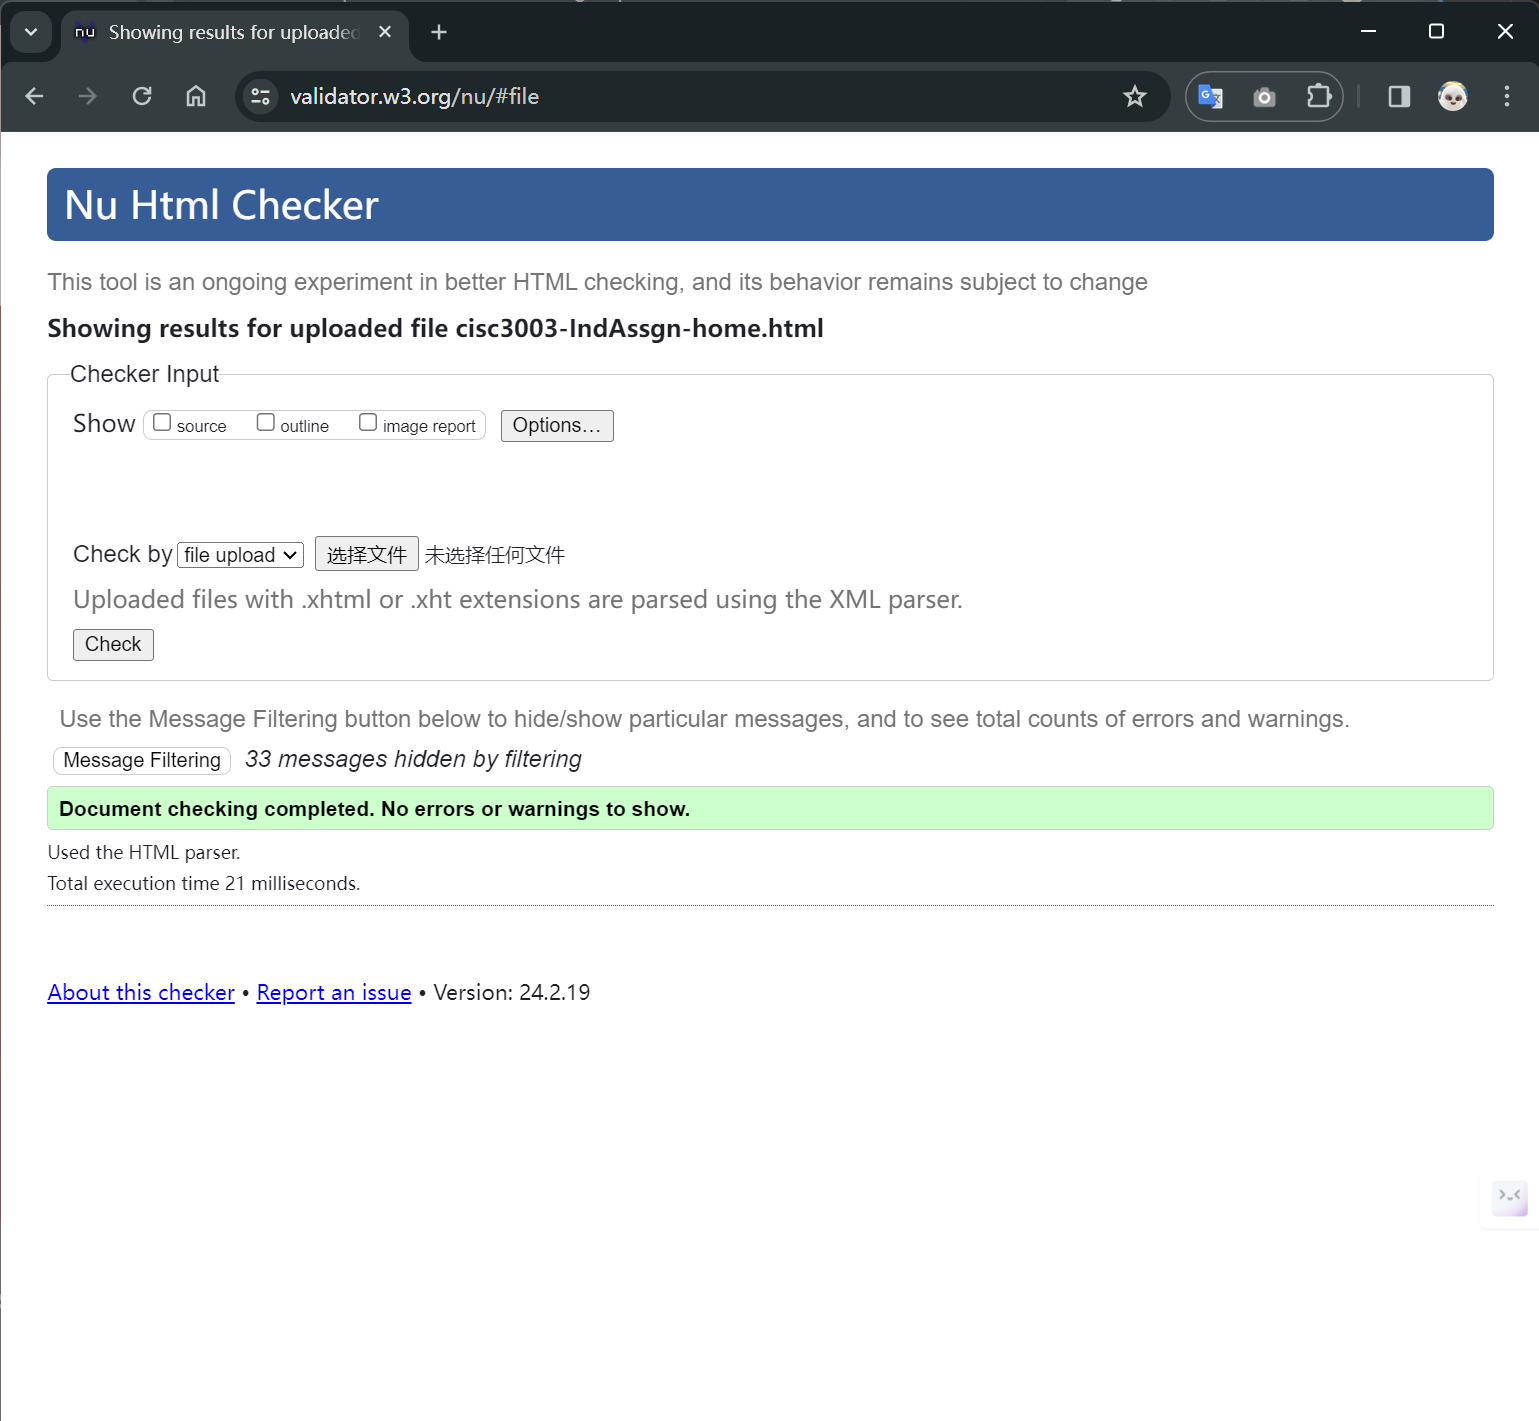 nu Showing results for uploaded
validator.w3.org/nu/#file
Nu Html Checker
This tool is an ongoing experiment in better HTML checking, and its behavior remains subject to change
Showing results for uploaded file cisc3003-IndAssgn-home.html
Checker Input
Show source outline image report Options...
Check by file upload 选择文件 未选择任何文件
Uploaded files with .xhtml or .xht extensions are parsed using the XML parser.
Check
Use the Message Filtering button below to hide/show particular messages, and to see total counts of errors and warnings.
Message Filtering 33 messages hidden by filtering
Document checking completed. No errors or warnings to show.
Used the HTML parser.
Total execution time 21 milliseconds.
About this checker • Report an issue • Version: 24.2.19